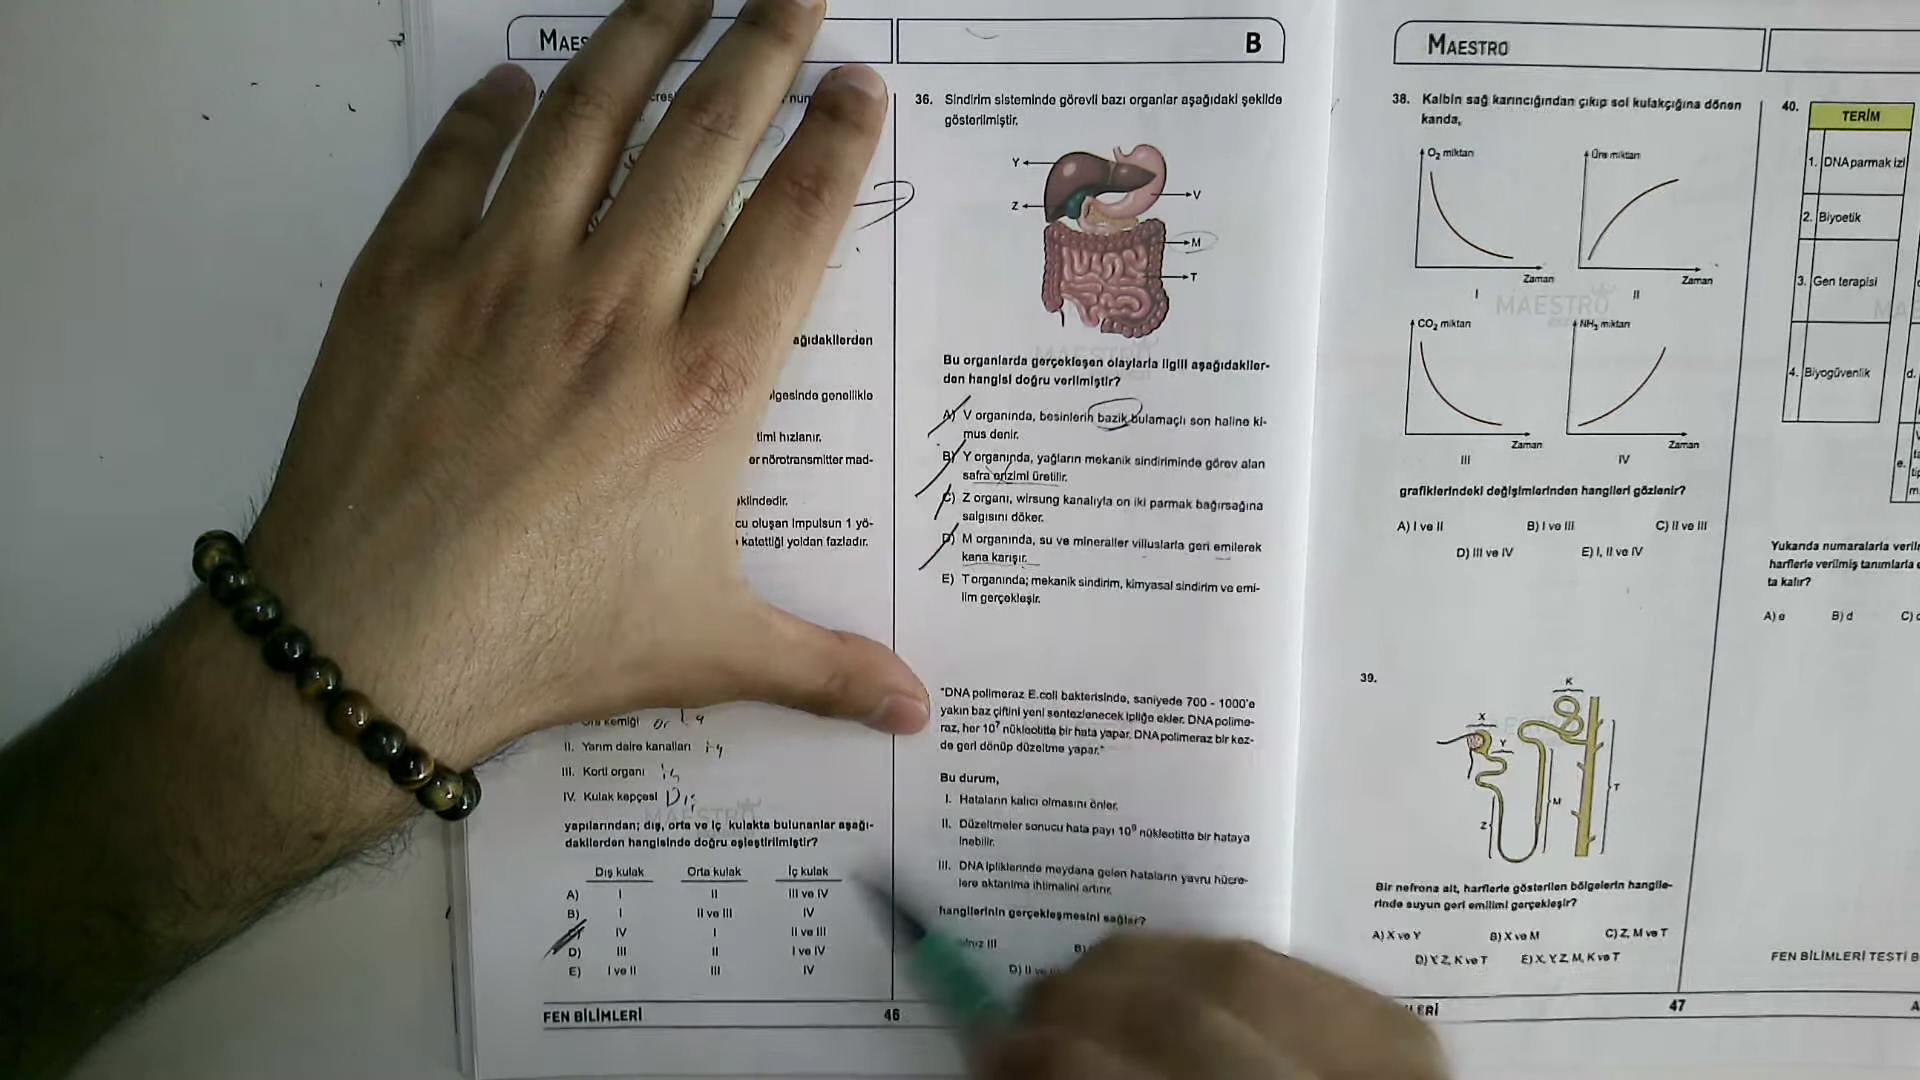 B
MAESTRO
36. Sindirim sisteminde görevli bazı organlar aşağıdaki şekilde
gösterilmiştir.
Y
Z
V
M
T
Bu organlarda gerçekleşen olaylarla ilgili aşağıdakiler-
den hangisi doğru verilmiştir?
A) V organında, besinlerin bazik bulamaçlı son haline ki-
mus denir.
B) Y organında, yağların mekanik sindiriminde görev alan
safra enzimi üretilir.
C) Z organı, wirsung kanalıyla on iki parmak bağırsağına
salgısını döker.
D) M organında, su ve mineraller villuslarla geri emilerek
kana karışır.
E) T organında; mekanik sindirim, kimyasal sindirim ve emi-
lim gerçekleşir.
ağıdakilerden
genellikle
timi hızlanır.
er nörotransmitter mad-
klindedir.
cu oluşan impulsun 1 yö-
katettiği yoldan fazladır.
kemiği
II. Yarım daire kanalları
III. Korti organı
IV. Kulak kepçesi
yapılarından; dış, orta ve iç kulakta bulunanlar aşağı-
dakilerden hangisinde doğru eşleştirilmiştir?
Dış kulak Orta kulak İç kulak
A) I II III ve IV
B) I II ve III IV
IV I II ve III
D) III II I ve IV
E) I ve II III IV
FEN BİLİMLERİ 46
"DNA polimeraz E.coli bakterisinde, saniyede 700 - 1000'e
yakın baz çiftini yeni sentezlenecek ipliğe ekler. DNA polime-
raz, her 10⁷ nükleotitte bir hata yapar. DNA polimeraz bir kez-
de geri dönüp düzeltme yapar."
Bu durum,
I. Hataların kalıcı olmasını önler.
II. Düzeltmeler sonucu hata payı 10⁹ nükleotitte bir hataya
inebilir.
III. DNA ipliklerinde meydana gelen hataların yavru hücre-
lere aktarılma ihtimalini artırır.
hangilerinin gerçekleşmesini sağlar?
III
D) II
38. Kalbin sağ karıncığından çıkıp sol kulakçığına dönen
kanda,
O₂ miktarı
Zaman
I
Üre miktarı
Zaman
II
CO₂ miktarı
Zaman
III
NH₃ miktarı
Zaman
IV
grafiklerindeki değişimlerinden hangileri gözlenir?
A) I ve II B) I ve III C) II ve III
D) III ve IV E) I, II ve IV
39.
K
X
Y
M
Z
T
Bir nefrona ait, harflerle gösterilen bölgelerin hangile-
rinde suyun geri emilimi gerçekleşir?
A) X ve Y B) X ve M C) Z, M ve T
D) Y, Z, K ve T E) X, Y, Z, M, K ve T
47
40.
TERİM
1. DNA parmak izi
2. Biyoetik
3. Gen terapisi
4. Biyogüvenlik
d.
e.
Yukarıda numaralarla
harflerle verilmiş tanımlarla
ta kalır?
A) e B) d
FEN BİLİMLERİ TESTİ